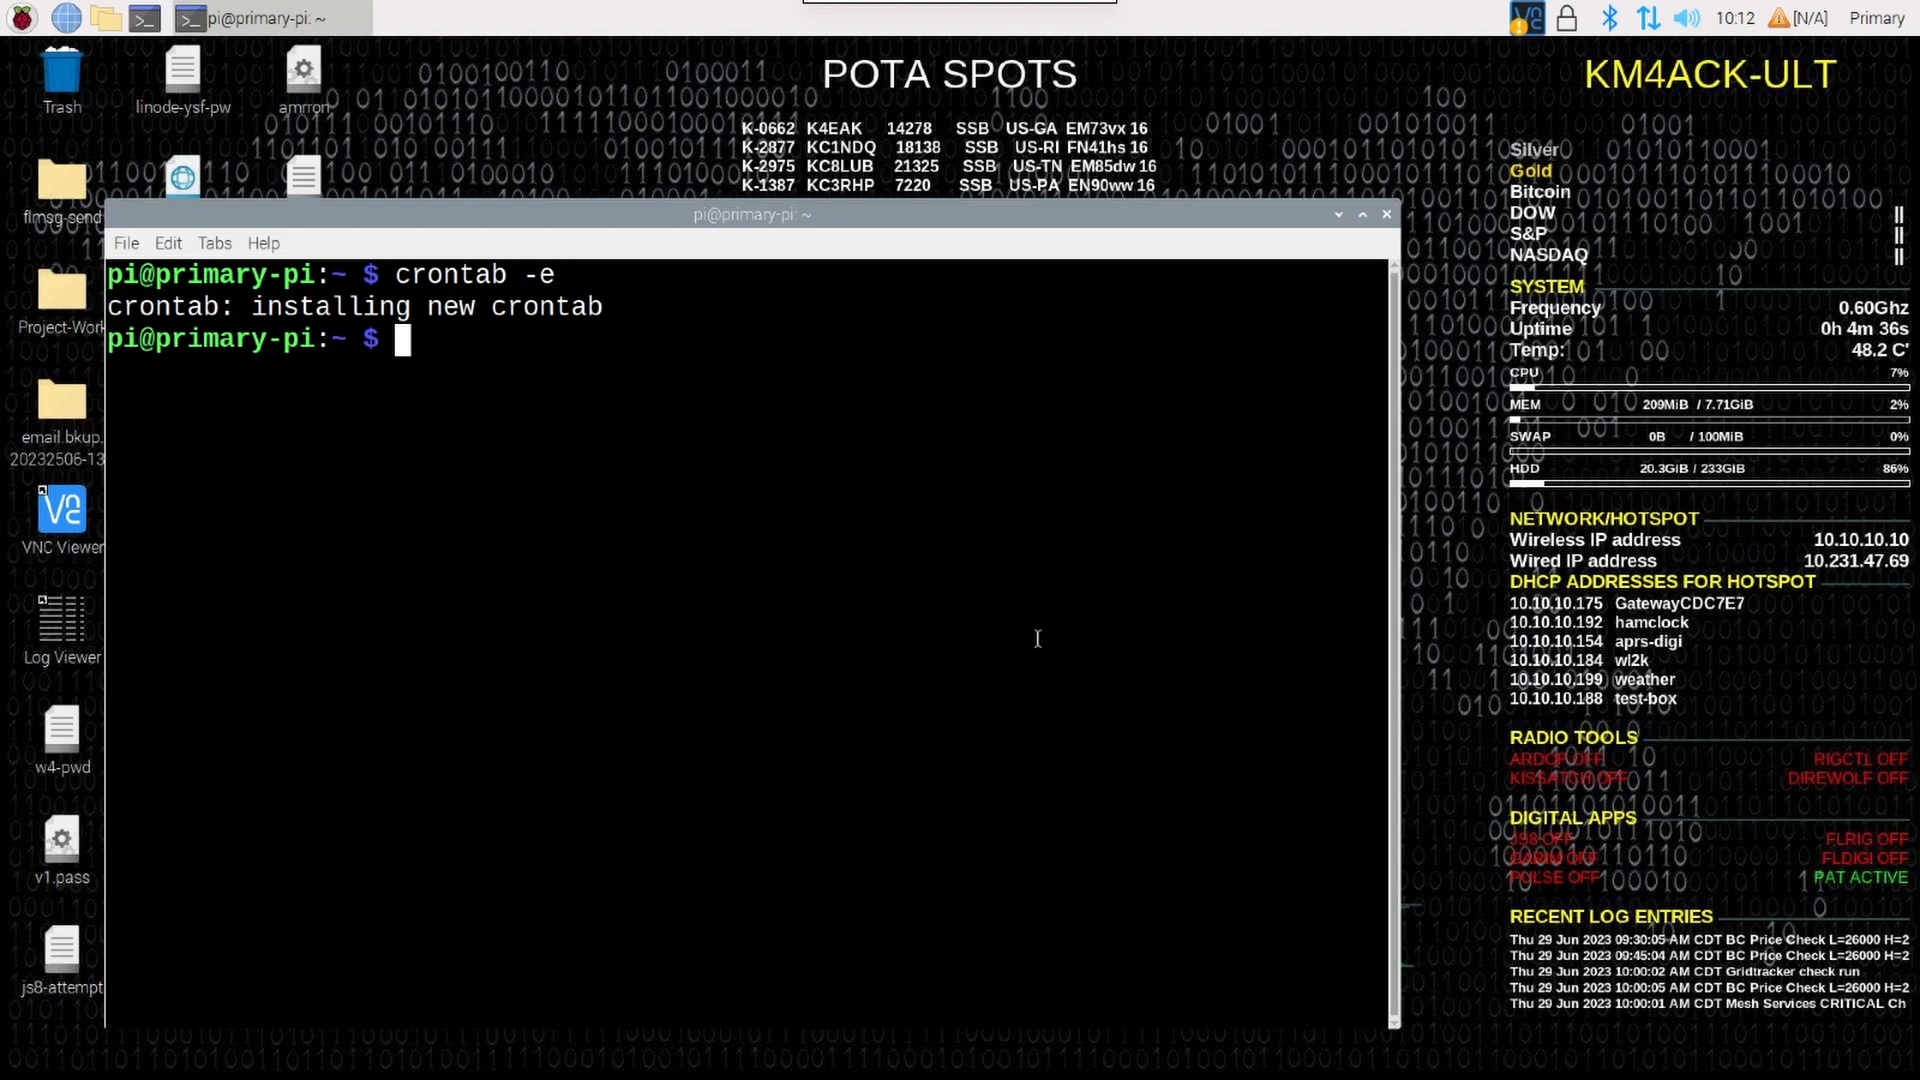 pi@primary-pi: ~
10:12
[N/A]
Primary
Trash
linode-ysf-pw
amrron
flmsg-send
Project-Work
email.bkup.
20232506-13
VNC Viewer
Log Viewer
w4-pwd
v1.pass
js8-attempt
POTA SPOTS
K-0662 K4EAK 14278 SSB US-GA EM73vx 16
K-2877 KC1NDQ 18138 SSB US-RI FN41hs 16
K-2975 KC8LUB 21325 SSB US-TN EM85dw 16
K-1387 KC3RHP 7220 SSB US-PA EN90ww 16
pi@primary-pi: ~
File Edit Tabs Help
pi@primary-pi:~ $ crontab -e
crontab: installing new crontab
pi@primary-pi:~ $
KM4ACK-ULT
Silver
Gold
Bitcoin
DOW ||
S&P ||
NASDAQ ||
SYSTEM
Frequency 0.60Ghz
Uptime 0h 4m 36s
Temp: 48.2 C'
CPU 7%
MEM 209MiB / 7.71GiB 2%
SWAP 0B / 100MiB 0%
HDD 20.3GiB / 233GIB 86%
NETWORK/HOTSPOT
Wireless IP address 10.10.10.10
Wired IP address 10.231.47.69
DHCP ADDRESSES FOR HOTSPOT
10.10.10.175 GatewayCDC7E7
10.10.10.192 hamclock
10.10.10.154 aprs-digi
10.10.10.184 wl2k
10.10.10.199 weather
10.10.10.188 test-box
RADIO TOOLS
ARDOP OFF RIGCTL OFF
KISSATCH OFF DIREWOLF OFF
DIGITAL APPS
JS8 OFF FLRIG OFF
GARIM OFF FLDIGI OFF
PULSE OFF PAT ACTIVE
RECENT LOG ENTRIES
Thu 29 Jun 2023 09:30:05 AM CDT BC Price Check L=26000 H=2
Thu 29 Jun 2023 09:45:04 AM CDT BC Price Check L=26000 H=2
Thu 29 Jun 2023 10:00:02 AM CDT Gridtracker check run
Thu 29 Jun 2023 10:00:05 AM CDT BC Price Check L=26000 H=2
Thu 29 Jun 2023 10:00:01 AM CDT Mesh Services CRITICAL Ch